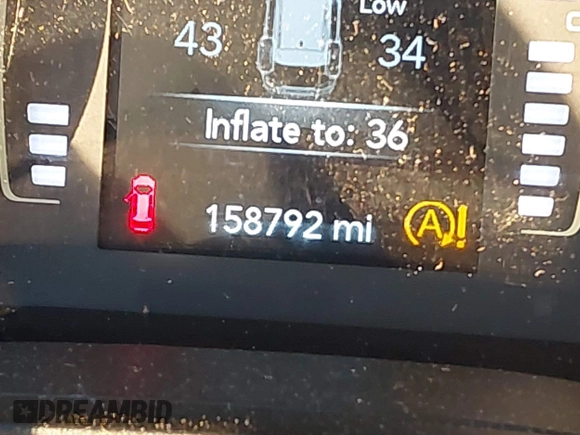 Low
43 34
Inflate to: 36
158792 mi A!
DREAMBID